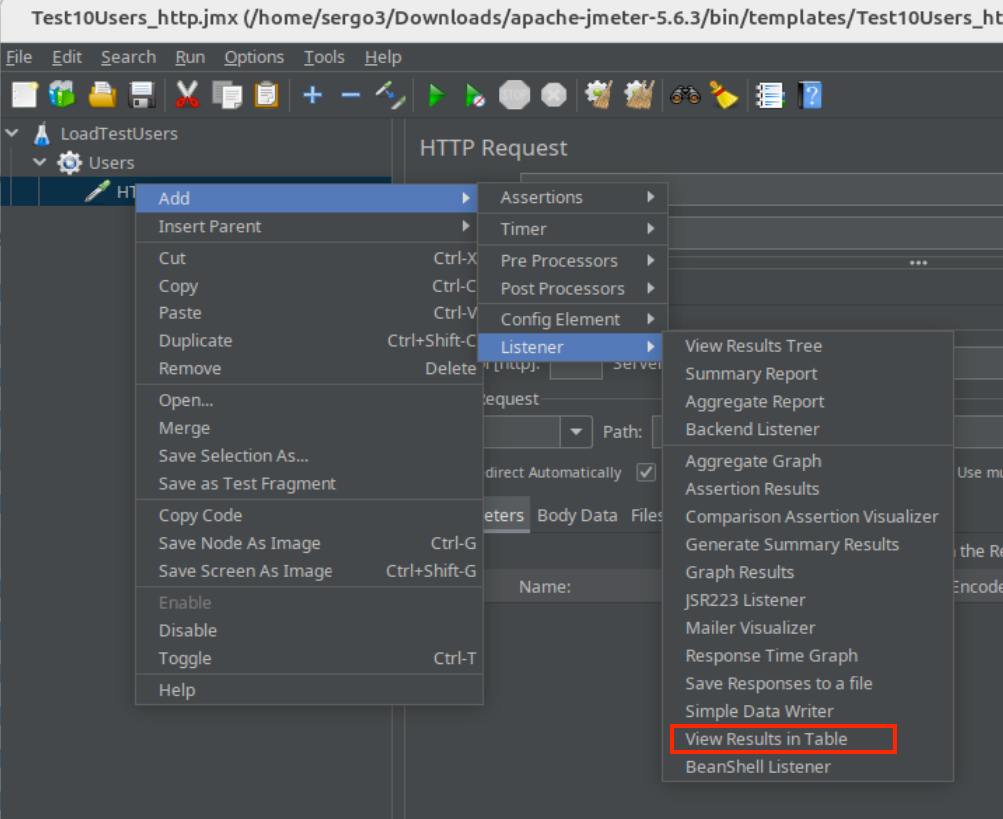 Test10Users_http.jmx (/home/sergo3/Downloads/apache-jmeter-5.6.3/bin/templates/Test10Users_ht
File Edit Search Run Options Tools Help
STOP
LoadTestUsers
Users
HT
HTTP Request
Add
Insert Parent
Cut Ctrl-X
Copy Ctrl-C
Paste Ctrl-V
Duplicate Ctrl+Shift-C
Remove Delete
Open...
Merge
Save Selection As...
Save as Test Fragment
Copy Code
Save Node As Image Ctrl-G
Save Screen As Image Ctrl+Shift-G
Enable
Disable
Toggle Ctrl-T
Help
Assertions
Timer
Pre Processors
Post Processors
Config Element
Listener
View Results Tree
Summary Report
Aggregate Report
Backend Listener
Aggregate Graph
Assertion Results
Comparison Assertion Visualizer
Generate Summary Results
Graph Results
JSR223 Listener
Mailer Visualizer
Response Time Graph
Save Responses to a file
Simple Data Writer
View Results in Table
BeanShell Listener
[http]: Server
Request
Path:
direct Automatically
Use mu
eters Body Data Files
the Re
Name:
Encode